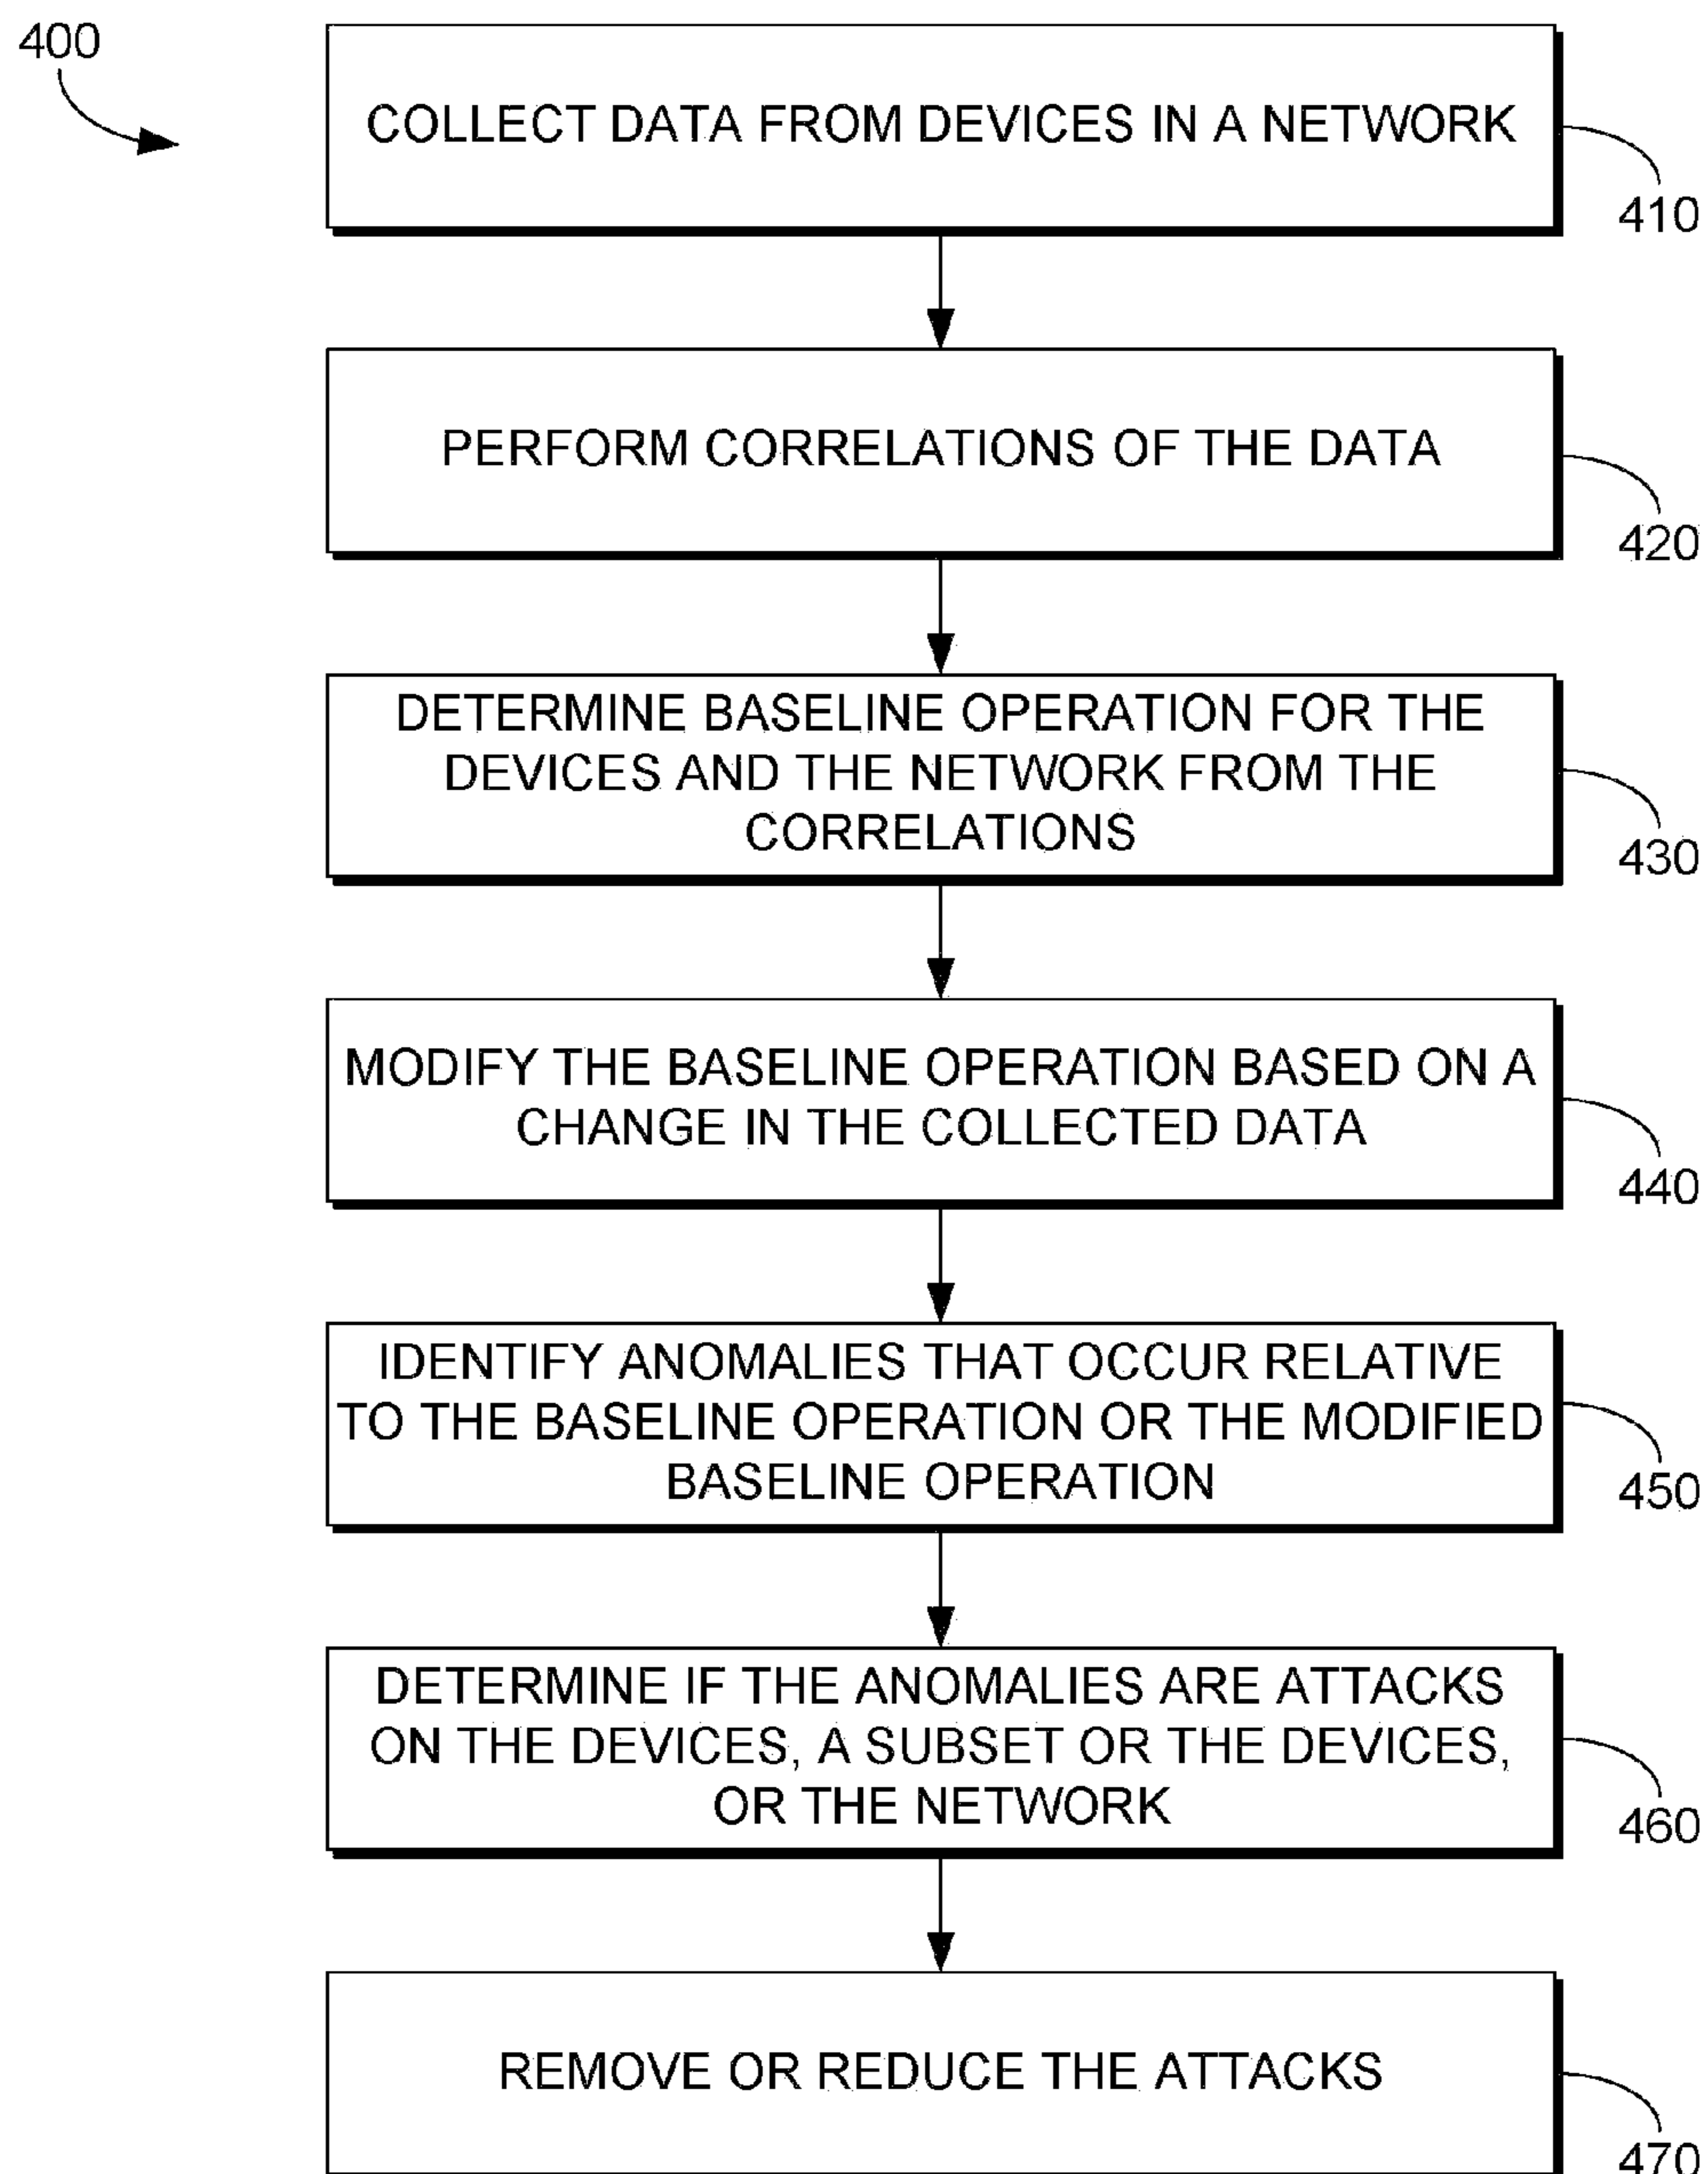 400
COLLECT DATA FROM DEVICES IN A NETWORK
410
PERFORM CORRELATIONS OF THE DATA
420
DETERMINE BASELINE OPERATION FOR THE
DEVICES AND THE NETWORK FROM THE
CORRELATIONS
430
MODIFY THE BASELINE OPERATION BASED ON A
CHANGE IN THE COLLECTED DATA
440
IDENTIFY ANOMALIES THAT OCCUR RELATIVE
TO THE BASELINE OPERATION OR THE MODIFIED
BASELINE OPERATION
450
DETERMINE IF THE ANOMALIES ARE ATTACKS
ON THE DEVICES, A SUBSET OR THE DEVICES,
OR THE NETWORK
460
REMOVE OR REDUCE THE ATTACKS
470